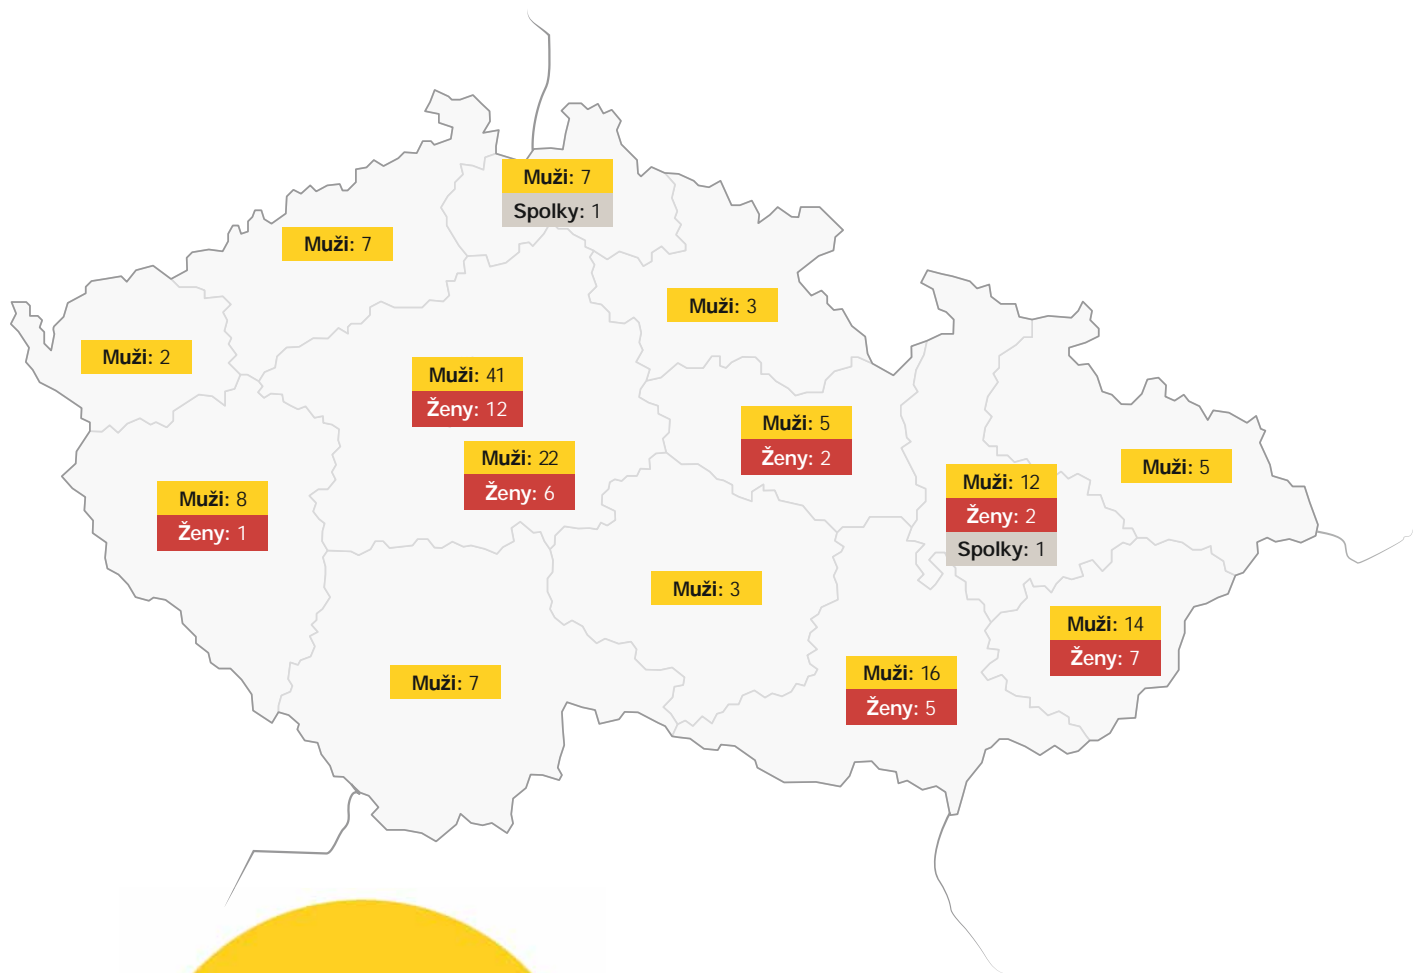 Muži: 7
Spolky: 1
Muži: 7
Muži: 3
Muži: 2
Muži: 41
Ženy: 12
Muži: 5
Ženy: 2
Muži: 22
Ženy: 6
Muži: 5
Muži: 12
Ženy: 2
Spolky: 1
Muži: 8
Ženy: 1
Muži: 3
Muži: 14
Ženy: 7
Muži: 16
Ženy: 5
Muži: 7